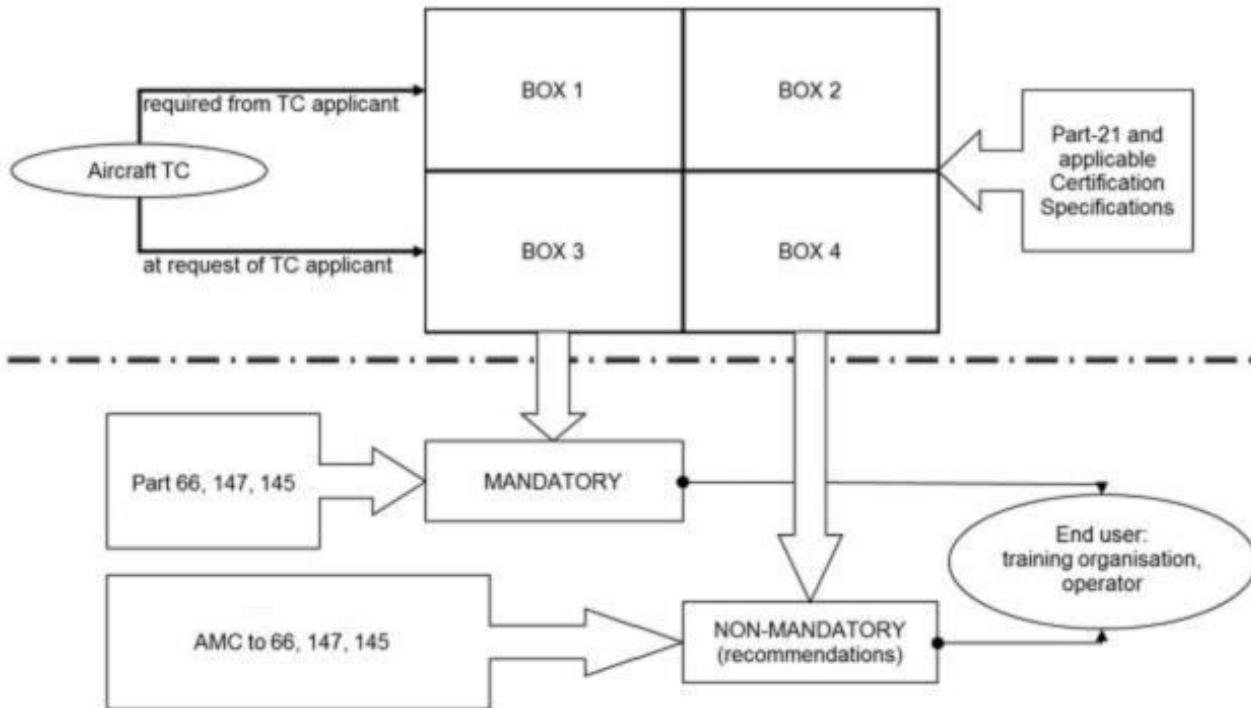 BOX 1
BOX 2
required from TC applicant
Part-21 and
applicable
Certification
Specifications
Aircraft TC
BOX 3
BOX 4
at request of TC applicant
Part 66, 147, 145
MANDATORY
End user:
training organisation,
operator
AMC to 66, 147, 145
NON-MANDATORY
(recommendations)